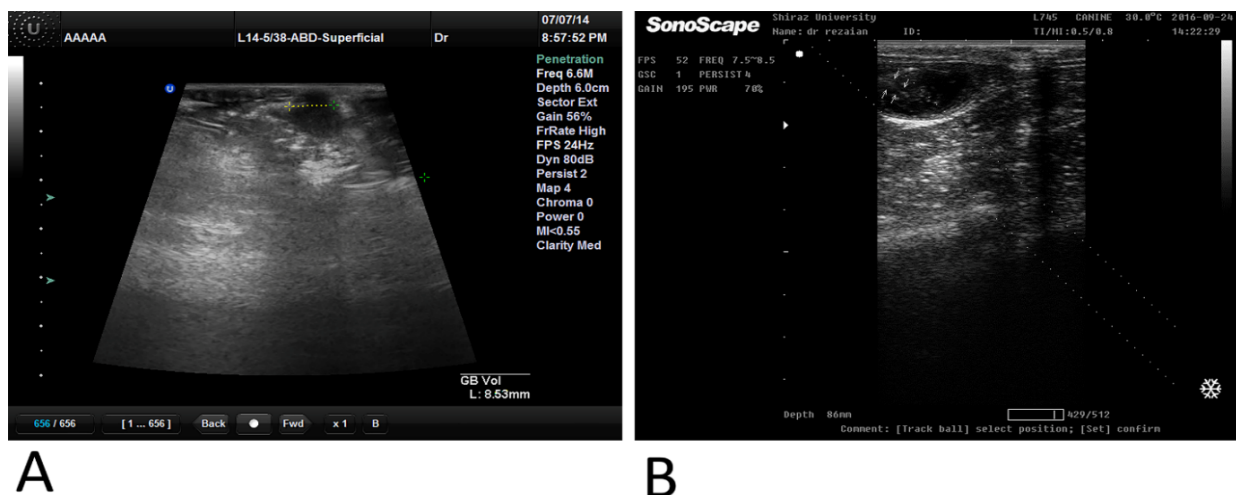 07/07/14
AAAAA L14-5/38-ABD-Superficial Dr 8:57:52 PM
Penetration
Freq 6.6M
Depth 6.0cm
Sector Ext
Gain 56%
FrRate High
FPS 24Hz
Dyn 80dB
Persist 2
Map 4
Chroma 0
Power 0
MI<0.55
Clarity Med
GB Vol
L: 8.53mm
656 / 656 [ 1 ... 656 ] Back Fwd x 1 B
A
SonoScape Shiraz University L745 CANINE 30.0°C 2016-09-24
Name: dr rezaian ID: TI/MI:0.5/0.8 14:22:29
FPS 52 FREQ 7.5~8.5
GSC 1 PERSIST 4
GAIN 195 PWR 70%
Depth 86mm 429/512
Comment: [Track ball] select position; [Set] confirm
B